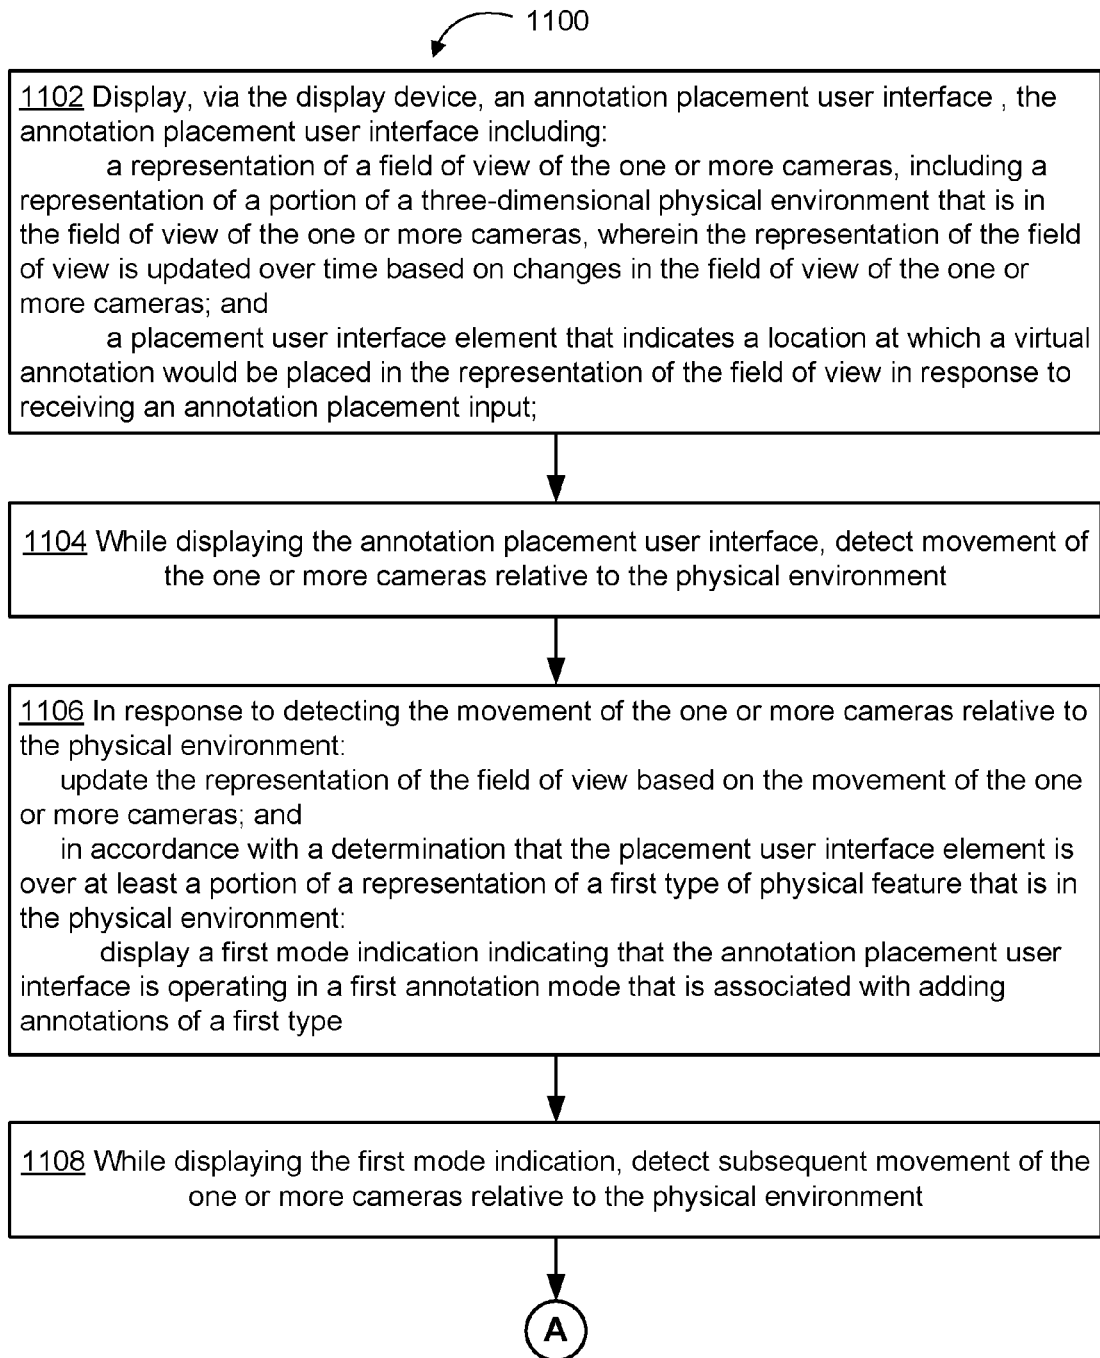 1100
1102 Display, via the display device, an annotation placement user interface , the
annotation placement user interface including:
a representation of a field of view of the one or more cameras, including a
representation of a portion of a three-dimensional physical environment that is in
the field of view of the one or more cameras, wherein the representation of the field
of view is updated over time based on changes in the field of view of the one or
more cameras; and
a placement user interface element that indicates a location at which a virtual
annotation would be placed in the representation of the field of view in response to
receiving an annotation placement input;
1104 While displaying the annotation placement user interface, detect movement of
the one or more cameras relative to the physical environment
1106 In response to detecting the movement of the one or more cameras relative to
the physical environment:
update the representation of the field of view based on the movement of the one
or more cameras; and
in accordance with a determination that the placement user interface element is
over at least a portion of a representation of a first type of physical feature that is in
the physical environment:
display a first mode indication indicating that the annotation placement user
interface is operating in a first annotation mode that is associated with adding
annotations of a first type
1108 While displaying the first mode indication, detect subsequent movement of the
one or more cameras relative to the physical environment
A